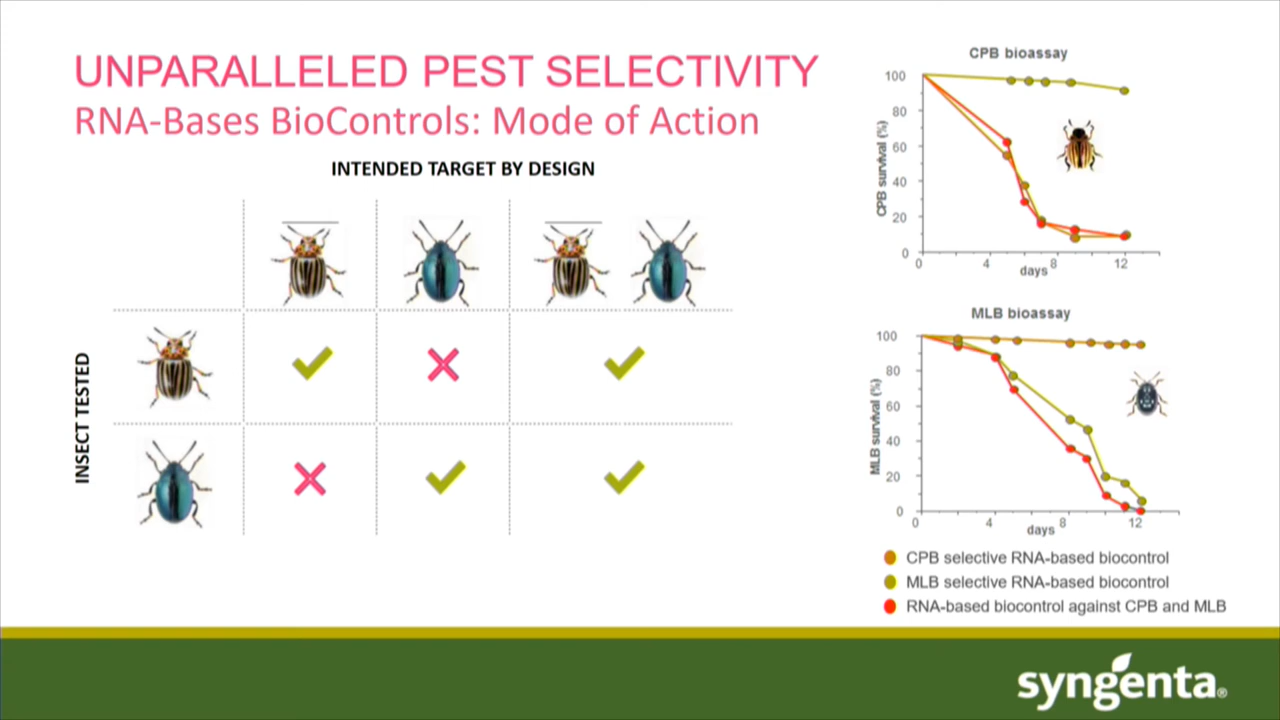 UNPARALLELED PEST SELECTIVITY
RNA-Bases BioControls: Mode of Action
INTENDED TARGET BY DESIGN
INSECT TESTED
CPB bioassay
CPB survival (%)
100
80
60
40
20
0
0 4 8 12
days
MLB bioassay
MLB survival (%)
100
80
60
40
20
0
0 4 8 12
days
CPB selective RNA-based biocontrol
MLB selective RNA-based biocontrol
RNA-based biocontrol against CPB and MLB
syngenta®